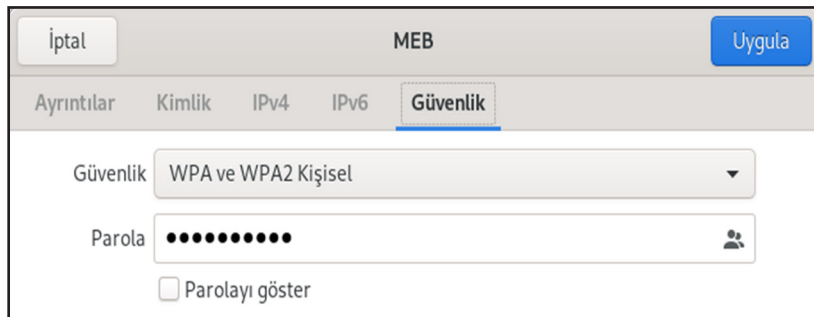 İptal MEB Uygula
Ayrıntılar Kimlik IPv4 IPv6 Güvenlik
Güvenlik WPA ve WPA2 Kişisel
Parola ●●●●●●●●●●
Parolayı göster